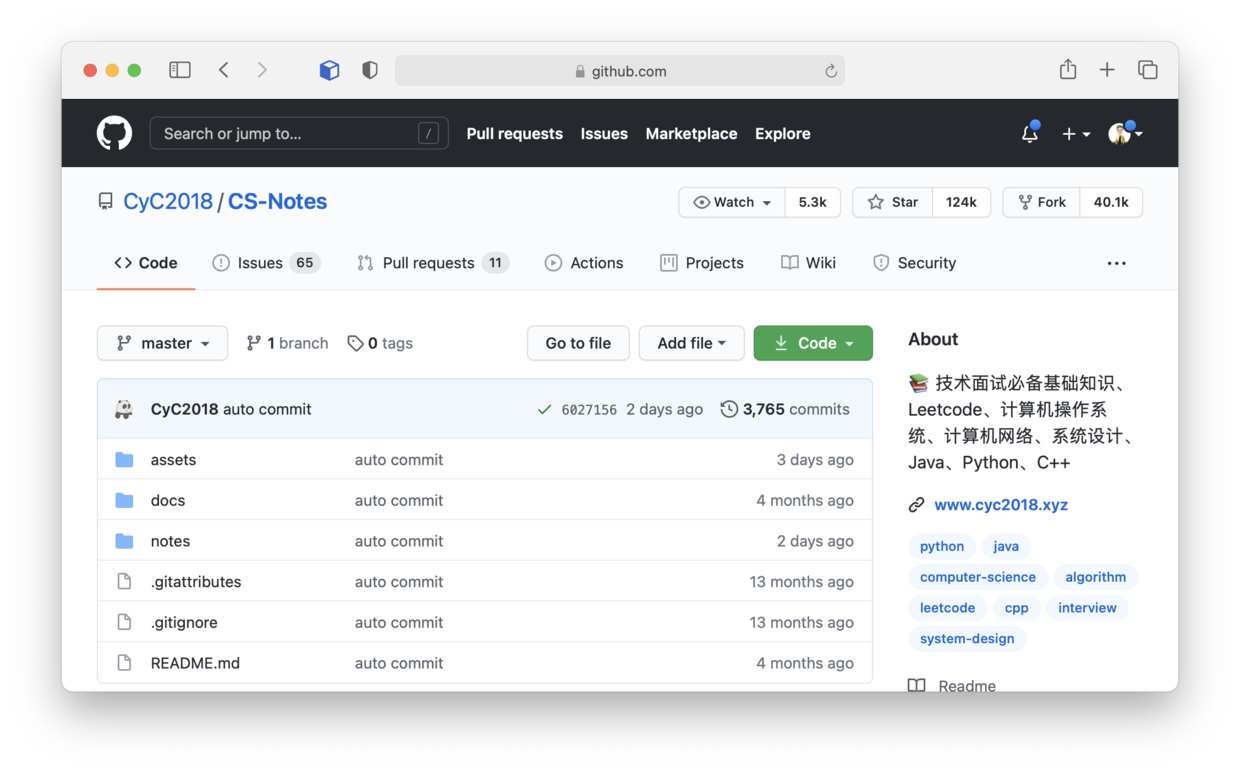 github.com
Search or jump to... / Pull requests Issues Marketplace Explore
CyC2018 / CS-Notes Watch 5.3k Star 124k Fork 40.1k
Code Issues 65 Pull requests 11 Actions Projects Wiki Security
master 1 branch 0 tags Go to file Add file Code
CyC2018 auto commit 6027156 2 days ago 3,765 commits
assets auto commit 3 days ago
docs auto commit 4 months ago
notes auto commit 2 days ago
.gitattributes auto commit 13 months ago
.gitignore auto commit 13 months ago
README.md auto commit 4 months ago
About
技术面试必备基础知识、
Leetcode、计算机操作系
统、计算机网络、系统设计、
Java、Python、C++
www.cyc2018.xyz
python java
computer-science algorithm
leetcode cpp interview
system-design
Readme